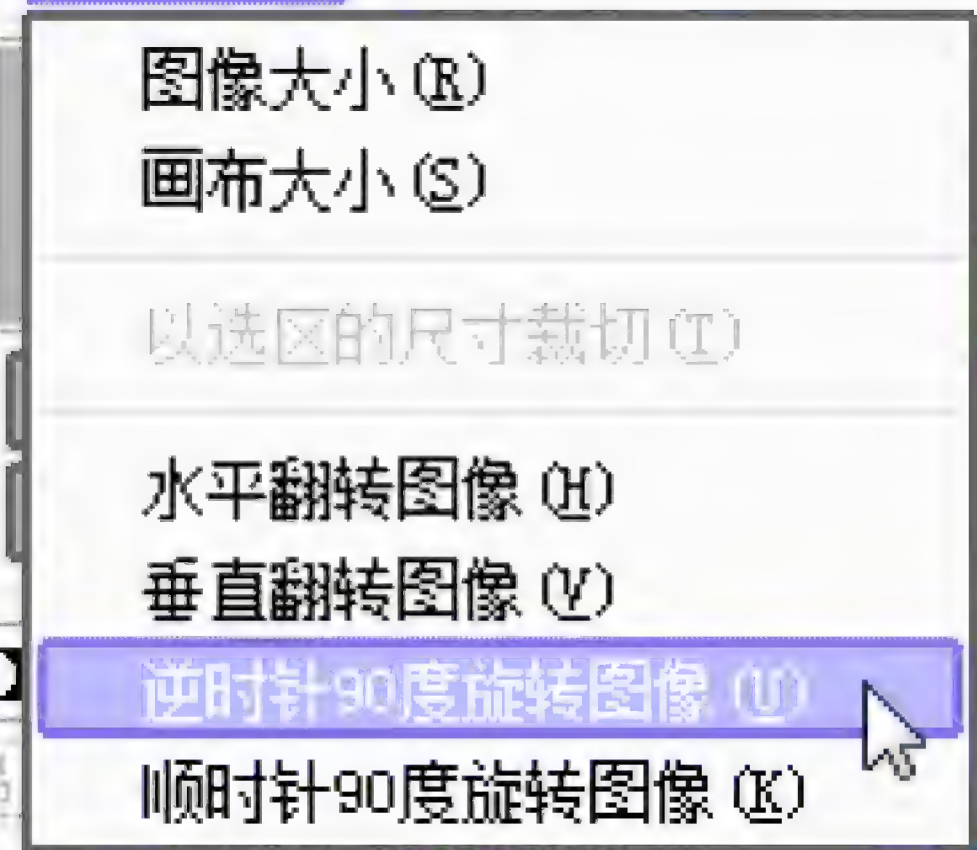 图像大小(R)
画布大小(S)
以选区的尺寸裁切(T)
水平翻转图像(H)
垂直翻转图像(V)
逆时针90度旋转图像(U)
顺时针90度旋转图像(K)